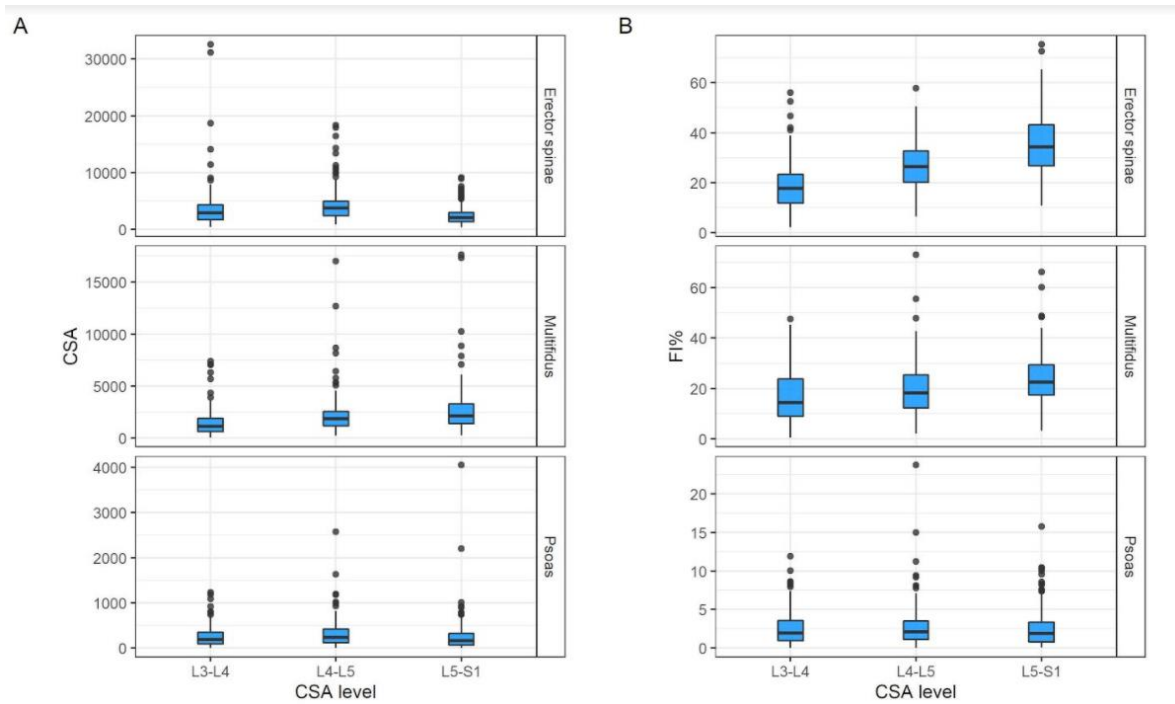 A
CSA
30000
20000
10000
0
Erector spinae
15000
10000
5000
0
Multifidus
4000
3000
2000
1000
0
Psoas
L3-L4 L4-L5 L5-S1
CSA level
B
FI%
60
40
20
0
Erector spinae
60
40
20
0
Multifidus
20
15
10
5
0
Psoas
L3-L4 L4-L5 L5-S1
CSA level